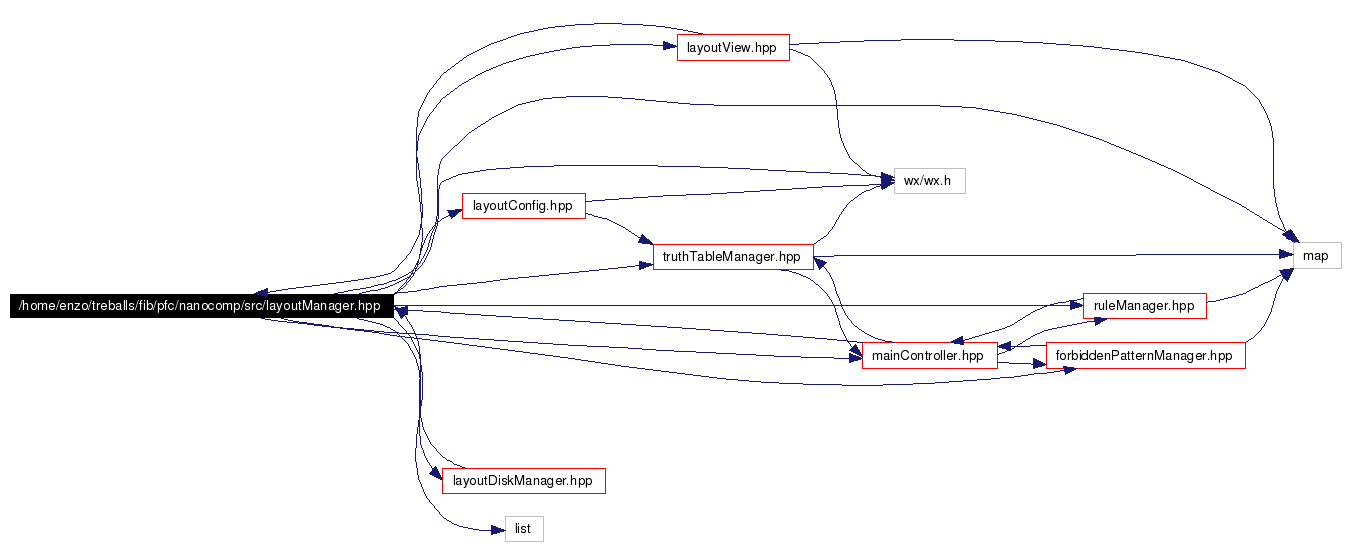 layoutView.hpp
wx/wx.h
layoutConfig.hpp
truthTableManager.hpp
map
/home/enzo/treballs/fib/pfc/nanocomp/src/layoutManager.hpp
ruleManager.hpp
mainController.hpp
forbiddenPatternManager.hpp
layoutDiskManager.hpp
list